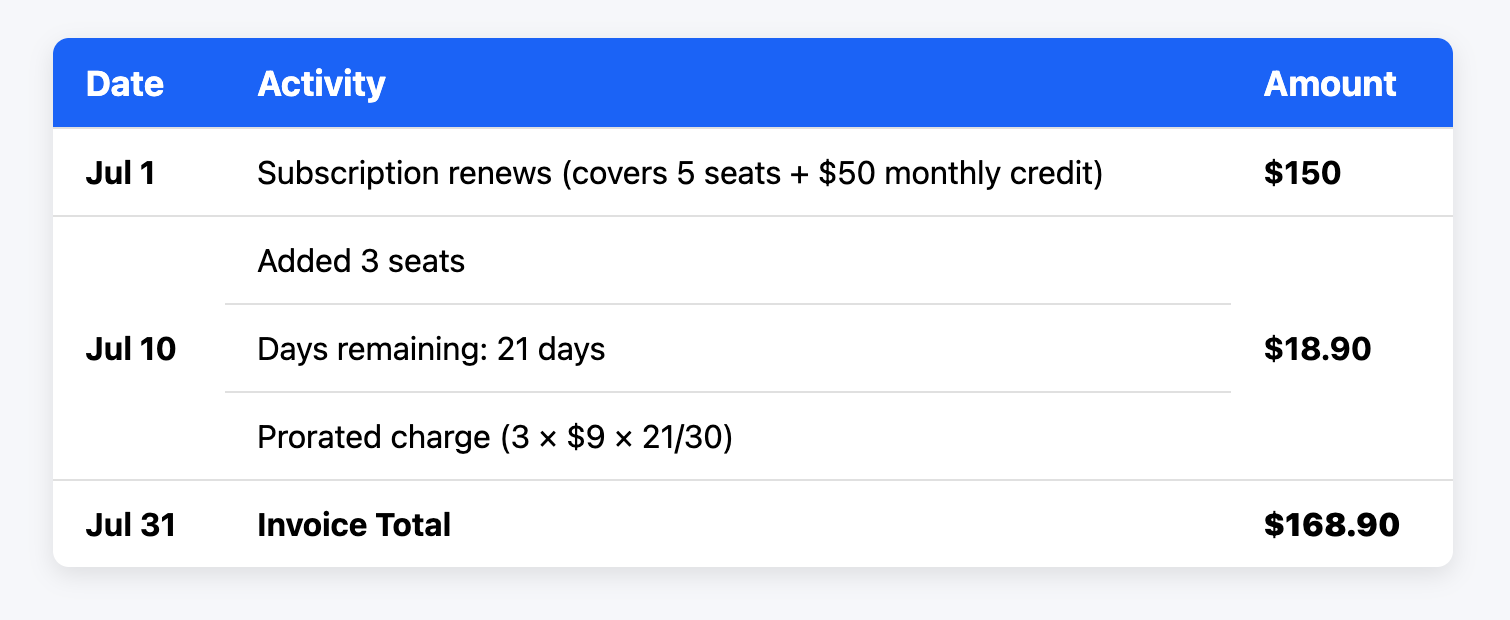 Date Activity Amount
Jul 1 Subscription renews (covers 5 seats + $50 monthly credit) $150
Added 3 seats
Jul 10 Days remaining: 21 days $18.90
Prorated charge (3 × $9 × 21/30)
Jul 31 Invoice Total $168.90